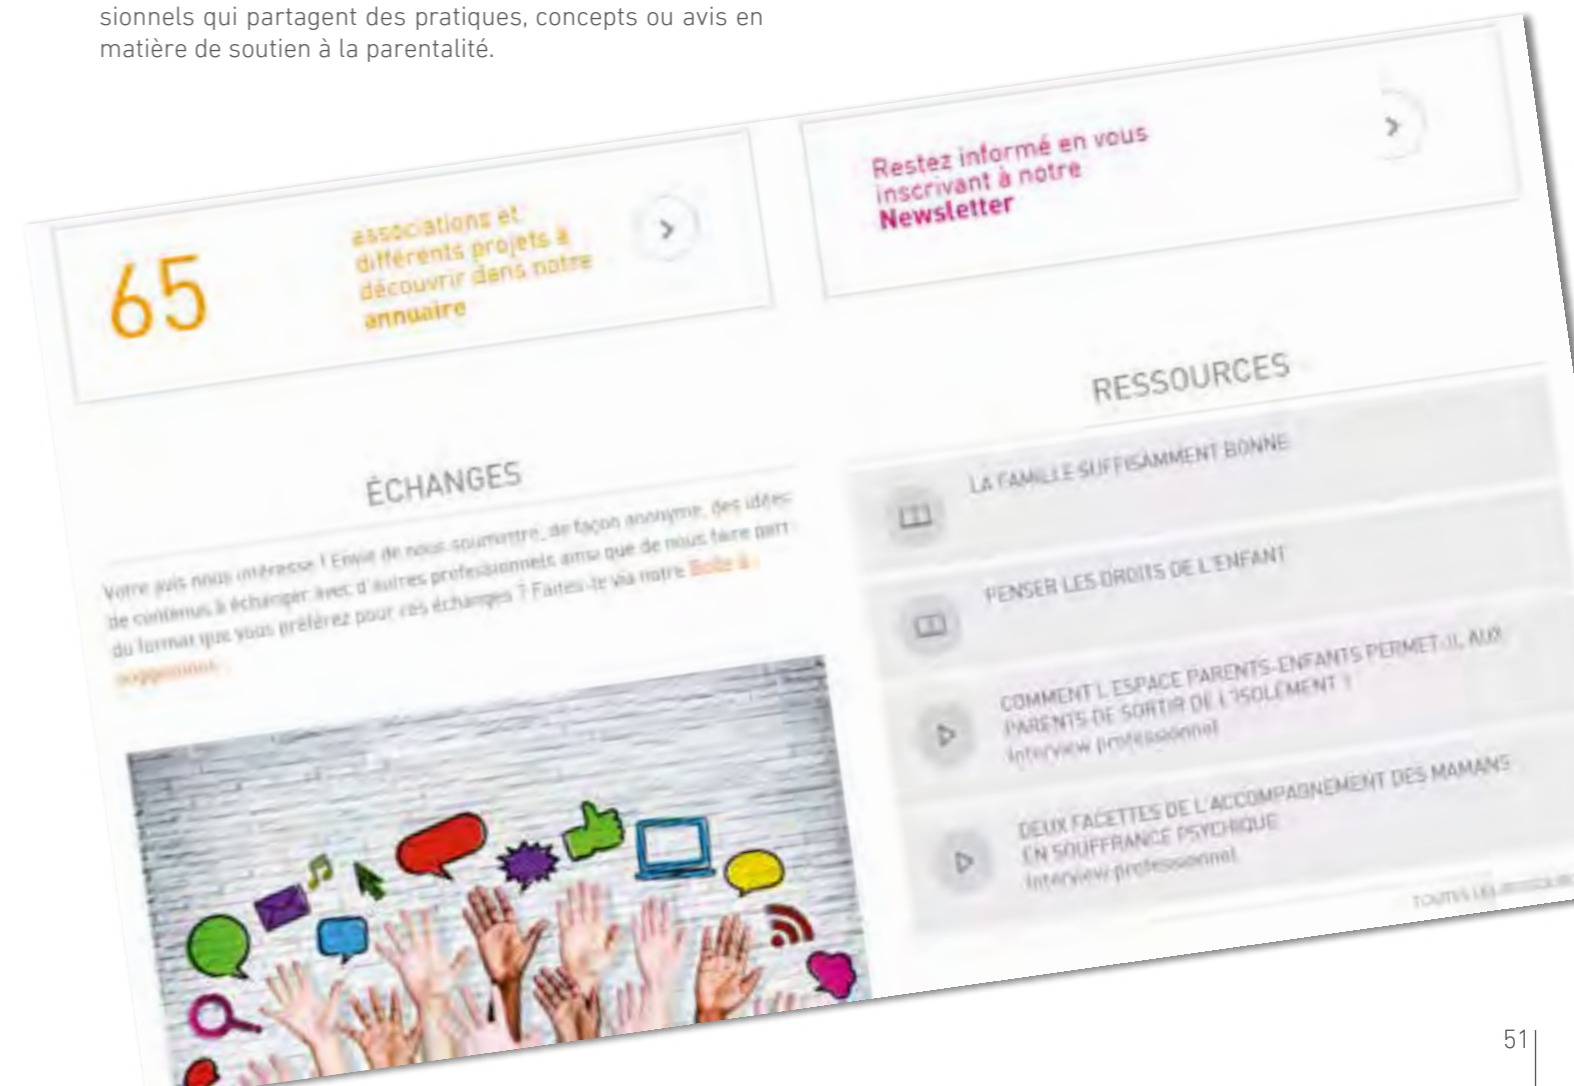 sionnels qui partagent des pratiques, concepts ou avis en
matière de soutien à la parentalité.
65
associations et
différents projets à
découvrir dans notre
annuaire
Restez informé en vous
inscrivant à notre
Newsletter
ÉCHANGES
Votre avis nous intéresse ! Envie de nous soumettre, de façon anonyme, des idées
de contenus à échanger avec d'autres professionnels ainsi que de nous faire part
du format que vous préférez pour ces échanges ? Faites-le via notre Boîte à
suggestions
RESSOURCES
LA FAMILLE SUFFISAMMENT BONNE
PENSER LES DROITS DE L'ENFANT
COMMENT L'ESPACE PARENTS-ENFANTS PERMET-IL AUX
PARENTS DE SORTIR DE L'ISOLEMENT ?
Interview professionnel
DEUX FACETTES DE L'ACCOMPAGNEMENT DES MAMANS
EN SOUFFRANCE PSYCHIQUE
Interview professionnel
TOUTES LES
51